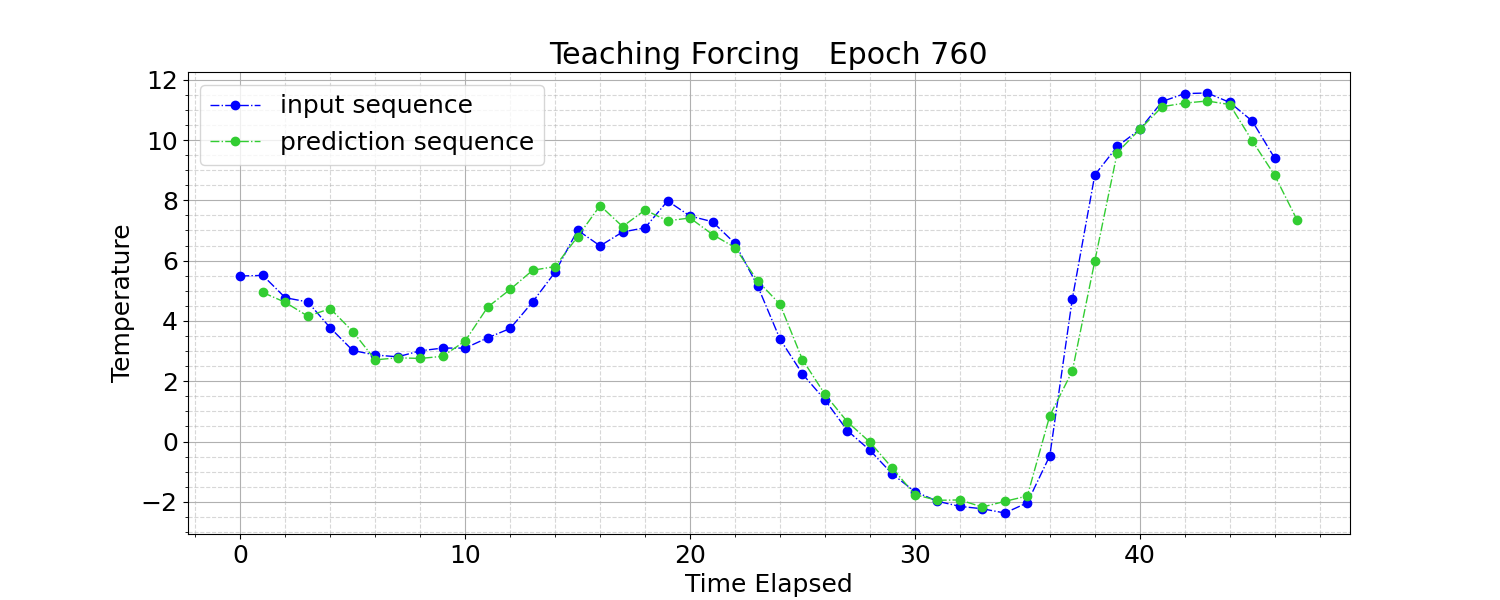 Teaching Forcing   Epoch 760
input sequence
prediction sequence
Temperature
12
10
8
6
4
2
0
−2
0 10 20 30 40
Time Elapsed